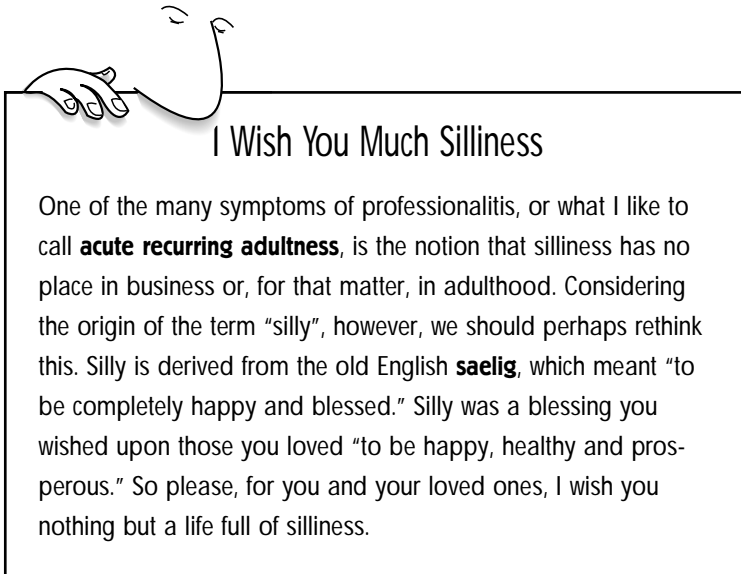 I Wish You Much Silliness
One of the many symptoms of professionalitis, or what I like to
call acute recurring adultness, is the notion that silliness has no
place in business or, for that matter, in adulthood. Considering
the origin of the term "silly", however, we should perhaps rethink
this. Silly is derived from the old English saelig, which meant "to
be completely happy and blessed." Silly was a blessing you
wished upon those you loved "to be happy, healthy and pros-
perous." So please, for you and your loved ones, I wish you
nothing but a life full of silliness.